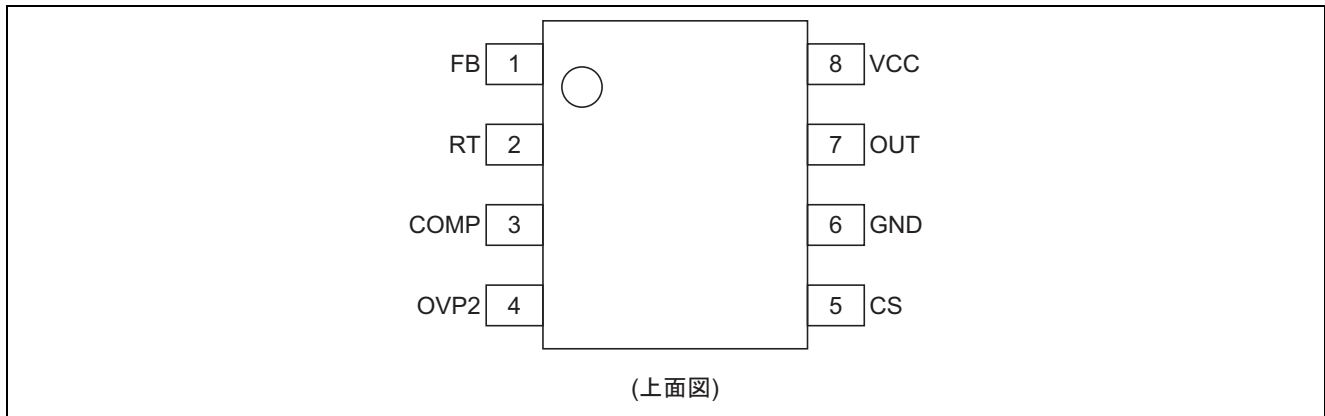 FB 1 8 VCC
RT 2 7 OUT
COMP 3 6 GND
OVP2 4 5 CS
(上面図)